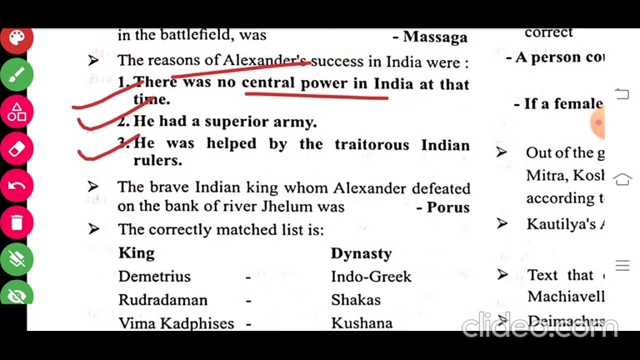 in the battlefield, was - Massaga
➢ The reasons of Alexander's success in India were :
1. There was no central power in India at that
time.
2. He had a superior army.
3. He was helped by the traitorous Indian
rulers.
➢ The brave Indian king whom Alexander defeated
on the bank of river Jhelum was - Porus
➢ The correctly matched list is:
King Dynasty
Demetrius - Indo-Greek
Rudradaman - Shakas
Vima Kadphises - Kushana
correct
- A person cou
- If a female
➢ Out of the g
Mitra, Kosh
according to
➢ Kautilya's A
➢ Text that
Machiavell
➢ Deimachus
clideo.com